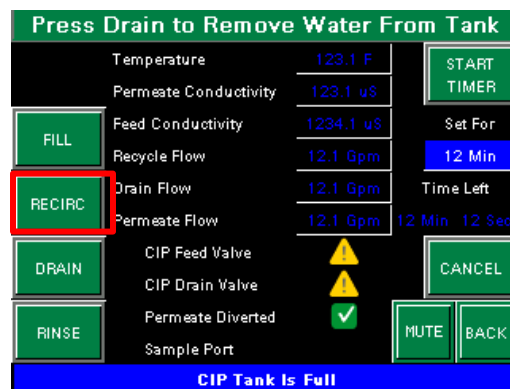 Press Drain to Remove Water From Tank
Temperature 123.1 F
START TIMER
Permeate Conductivity 123.1 uS
FILL
Feed Conductivity 1234.1 uS
Set For
Recycle Flow 12.1 Gpm
12 Min
RECIRC
Drain Flow 12.1 Gpm
Time Left
Permeate Flow 12.1 Gpm
12 Min 12 Sec
DRAIN
CIP Feed Valve
CANCEL
CIP Drain Valve
RINSE
Permeate Diverted
MUTE
BACK
Sample Port
CIP Tank Is Full